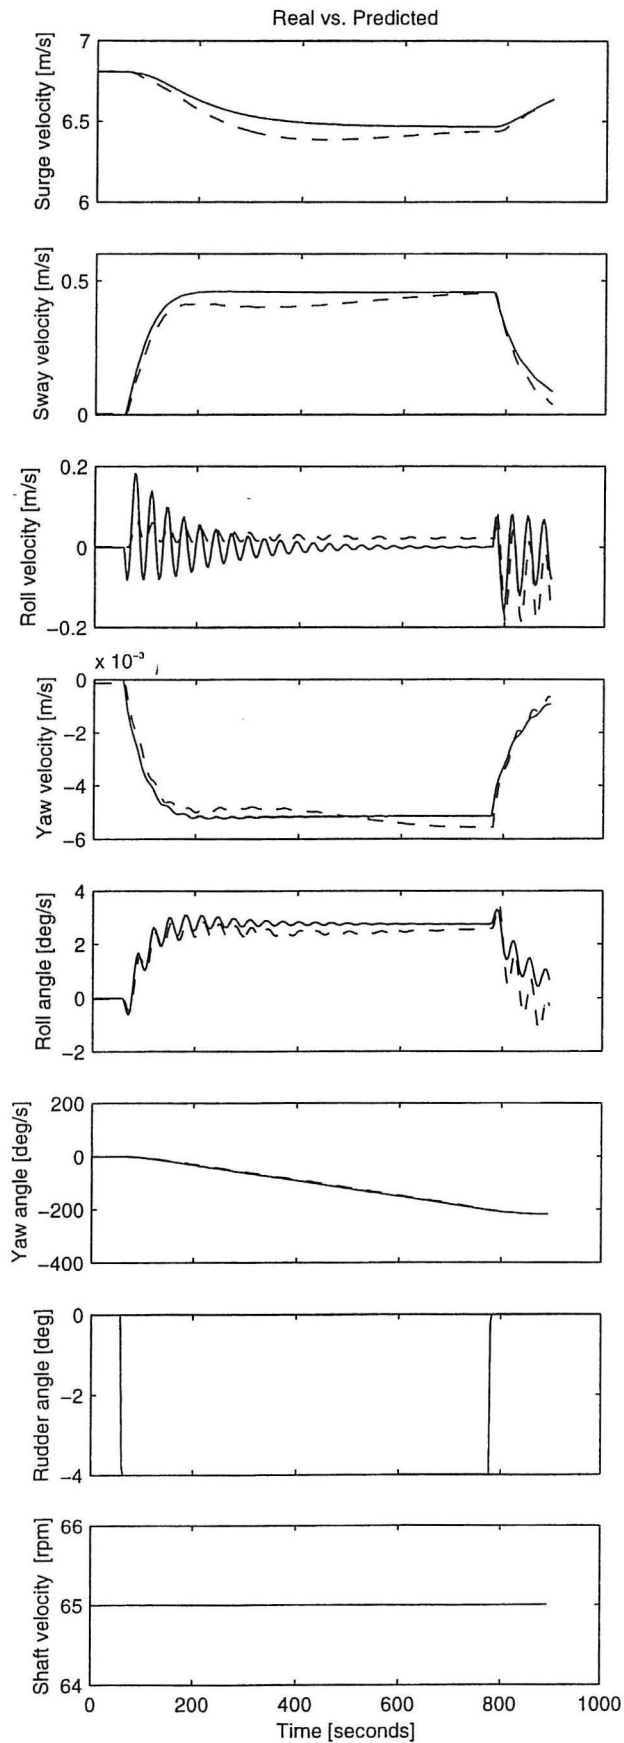 Real vs. Predicted
7
6.5
6
Surge velocity [m/s]
0.5
0
Sway velocity [m/s]
0.2
0
−0.2
Roll velocity [m/s]
x 10⁻³
0
−2
−4
−6
Yaw velocity [m/s]
4
2
0
−2
Roll angle [deg/s]
200
0
−200
−400
Yaw angle [deg/s]
0
−2
−4
Rudder angle [deg]
66
65
64
Shaft velocity [rpm]
0 200 400 600 800 1000
Time [seconds]